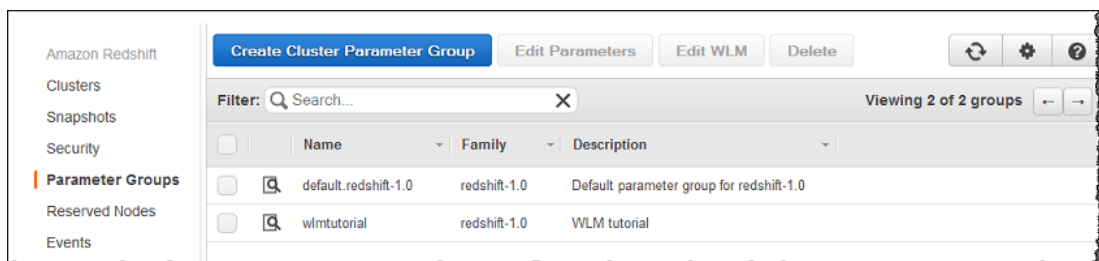 Amazon Redshift
Clusters
Snapshots
Security
Parameter Groups
Reserved Nodes
Events
Create Cluster Parameter Group Edit Parameters Edit WLM Delete
Filter: Search... Viewing 2 of 2 groups
Name Family Description
default.redshift-1.0 redshift-1.0 Default parameter group for redshift-1.0
wlmtutorial redshift-1.0 WLM tutorial